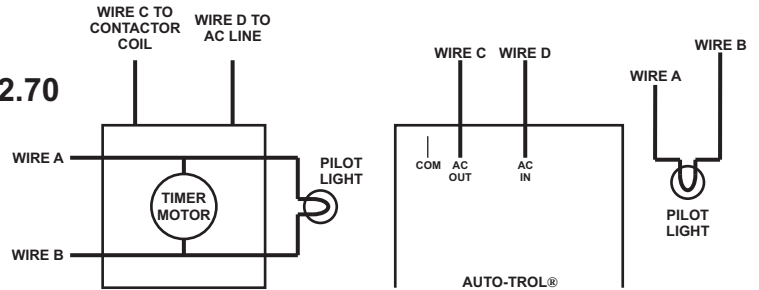 WIRE C TO
CONTACTOR
COIL
WIRE D TO
AC LINE
2.70
WIRE A
TIMER
MOTOR
PILOT
LIGHT
WIRE B
WIRE C
WIRE D
COM
AC
OUT
AC
IN
AUTO-TROL®
WIRE B
WIRE A
PILOT
LIGHT